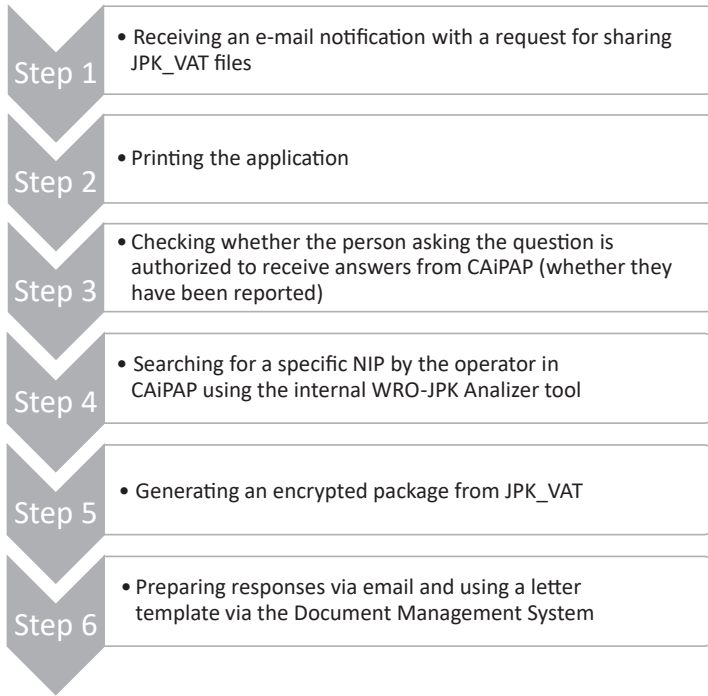 Step 1
• Receiving an e-mail notification with a request for sharing
JPK_VAT files
Step 2
• Printing the application
Step 3
• Checking whether the person asking the question is
authorized to receive answers from CAiPAP (whether they
have been reported)
Step 4
• Searching for a specific NIP by the operator in
CAiPAP using the internal WRO-JPK Analizer tool
Step 5
• Generating an encrypted package from JPK_VAT
Step 6
• Preparing responses via email and using a letter
template via the Document Management System